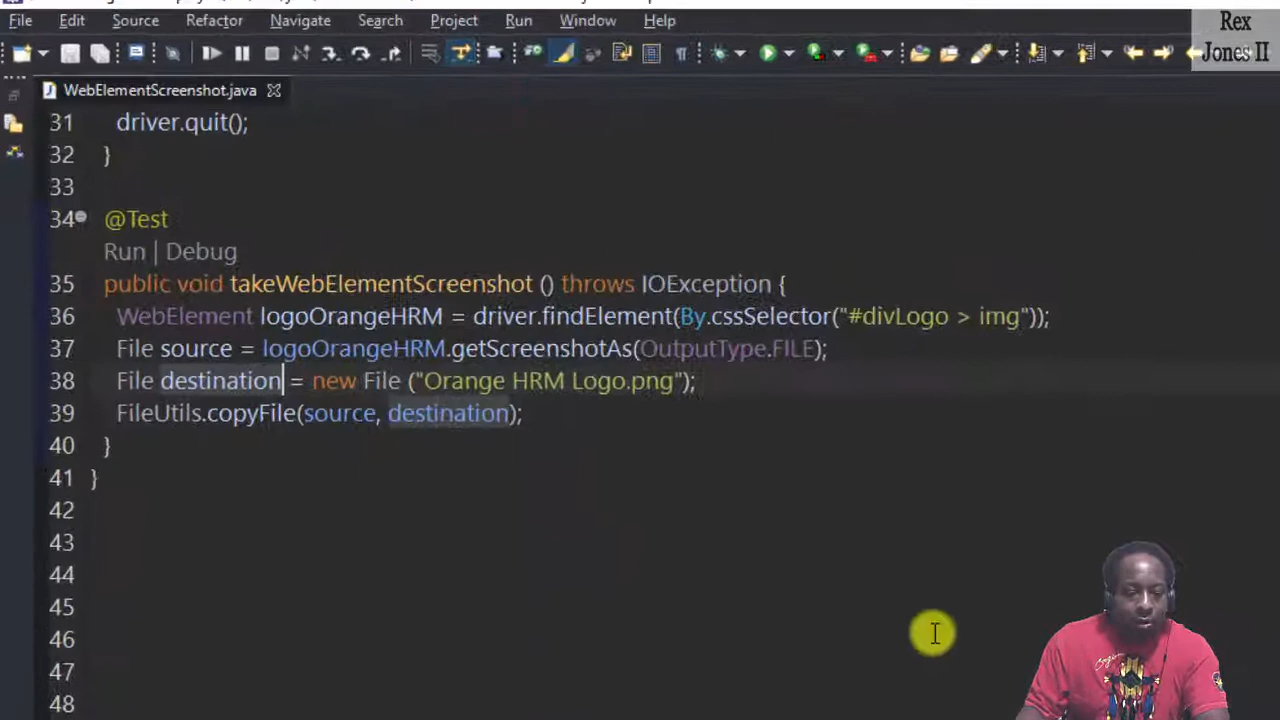 File Edit Source Refactor Navigate Search Project Run Window Help
Rex
Jones II
WebElementScreenshot.java
31 driver.quit();
32 }
33
34 @Test
Run | Debug
35 public void takeWebElementScreenshot () throws IOException {
36 WebElement logoOrangeHRM = driver.findElement(By.cssSelector("#divLogo > img"));
37 File source = logoOrangeHRM.getScreenshotAs(OutputType.FILE);
38 File destination = new File ("Orange HRM Logo.png");
39 FileUtils.copyFile(source, destination);
40 }
41 }
42
43
44
45
46
47
48